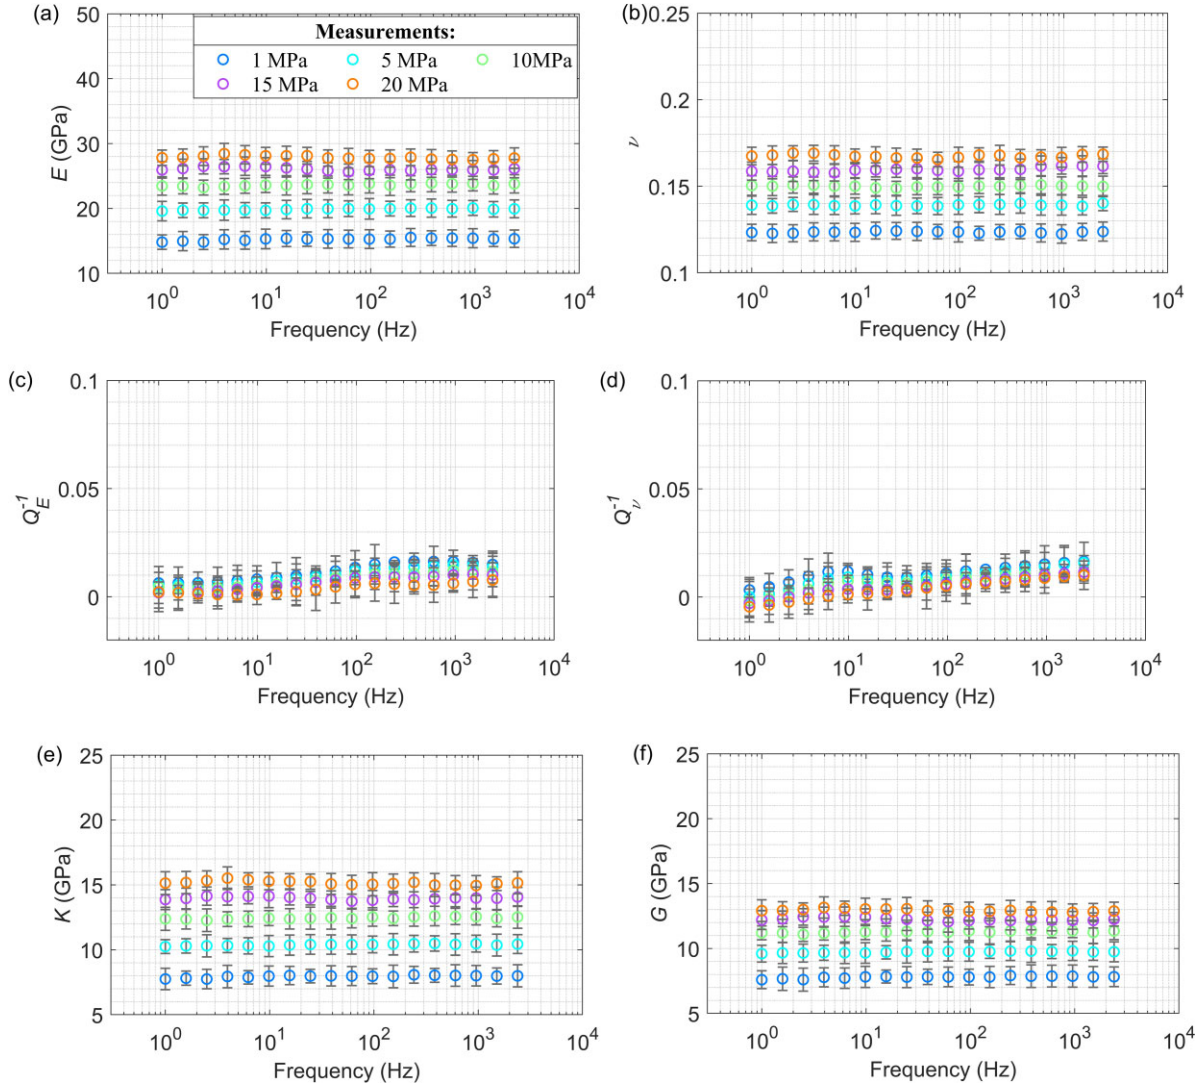 (a)
50
40
30
20
10
E (GPa)
Measurements:
1 MPa 5 MPa 10MPa
15 MPa 20 MPa
10^0 10^1 10^2 10^3 10^4
Frequency (Hz)
(b)
0.25
0.2
0.15
0.1
ν
10^0 10^1 10^2 10^3 10^4
Frequency (Hz)
(c)
0.1
0.05
0
Q_E^-1
10^0 10^1 10^2 10^3 10^4
Frequency (Hz)
(d)
0.1
0.05
0
Q_ν^-1
10^0 10^1 10^2 10^3 10^4
Frequency (Hz)
(e)
25
20
15
10
5
K (GPa)
10^0 10^1 10^2 10^3 10^4
Frequency (Hz)
(f)
25
20
15
10
5
G (GPa)
10^0 10^1 10^2 10^3 10^4
Frequency (Hz)